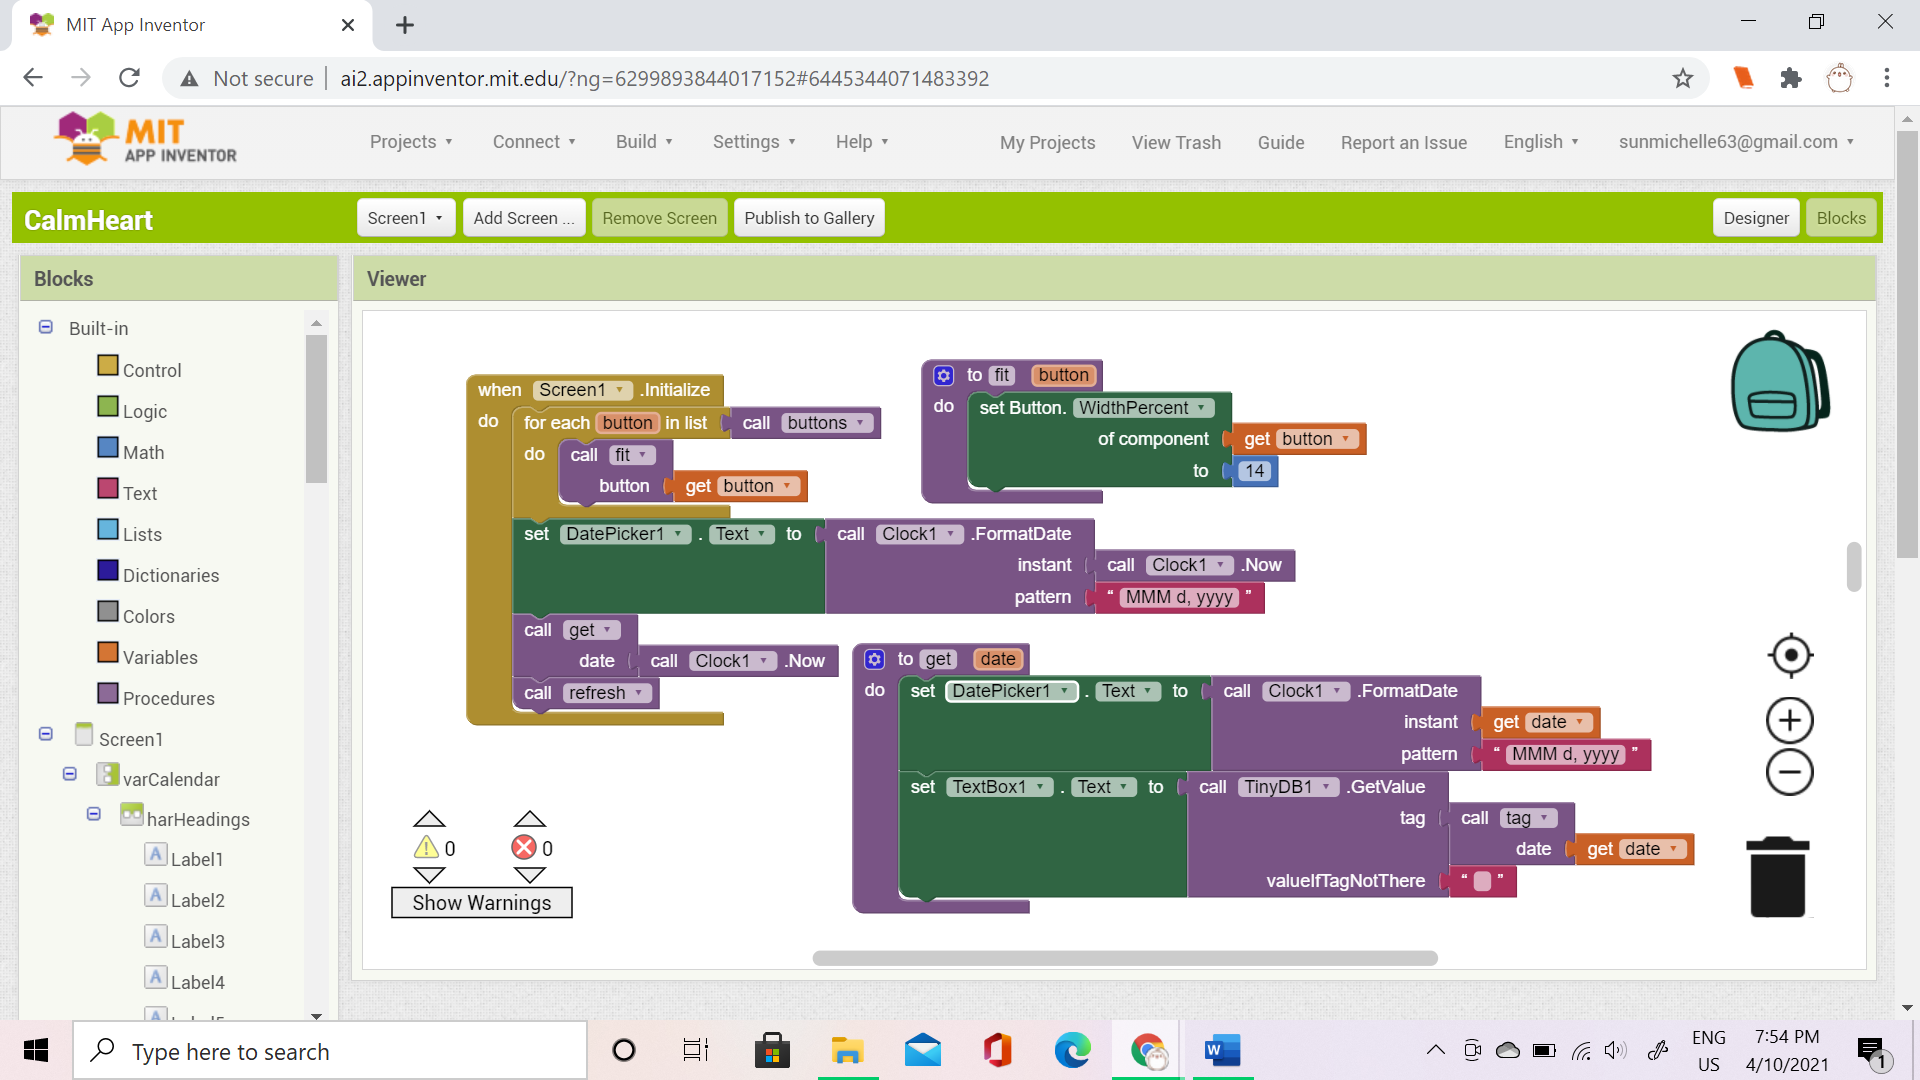 MIT App Inventor
Not secure ai2.appinventor.mit.edu/?ng=6299893844017152#6445344071483392
MIT
APP INVENTOR
Projects Connect Build Settings Help My Projects View Trash Guide Report an Issue English sunmichelle63@gmail.com
CalmHeart Screen1 Add Screen ... Remove Screen Publish to Gallery Designer Blocks
Blocks
Built-in
Control
Logic
Math
Text
Lists
Dictionaries
Colors
Variables
Procedures
Screen1
varCalendar
harHeadings
Label1
Label2
Label3
Label4
Viewer
when Screen1 .Initialize
do for each button in list call buttons
do call fit
button get button
set DatePicker1 . Text to call Clock1 .FormatDate
instant call Clock1 .Now
pattern “ MMM d, yyyy ”
call get
date call Clock1 .Now
call refresh
to fit button
do set Button. WidthPercent
of component get button
to 14
to get date
do set DatePicker1 . Text to call Clock1 .FormatDate
instant get date
pattern “ MMM d, yyyy ”
set TextBox1 . Text to call TinyDB1 .GetValue
tag call tag
date get date
valueIfTagNotThere “ ”
0 0
Show Warnings
Type here to search
ENG
US
7:54 PM
4/10/2021
1